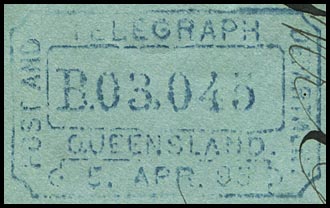 TELEGRAPH
POST AND
B.03.045
QUEENSLAND.
5. APR.